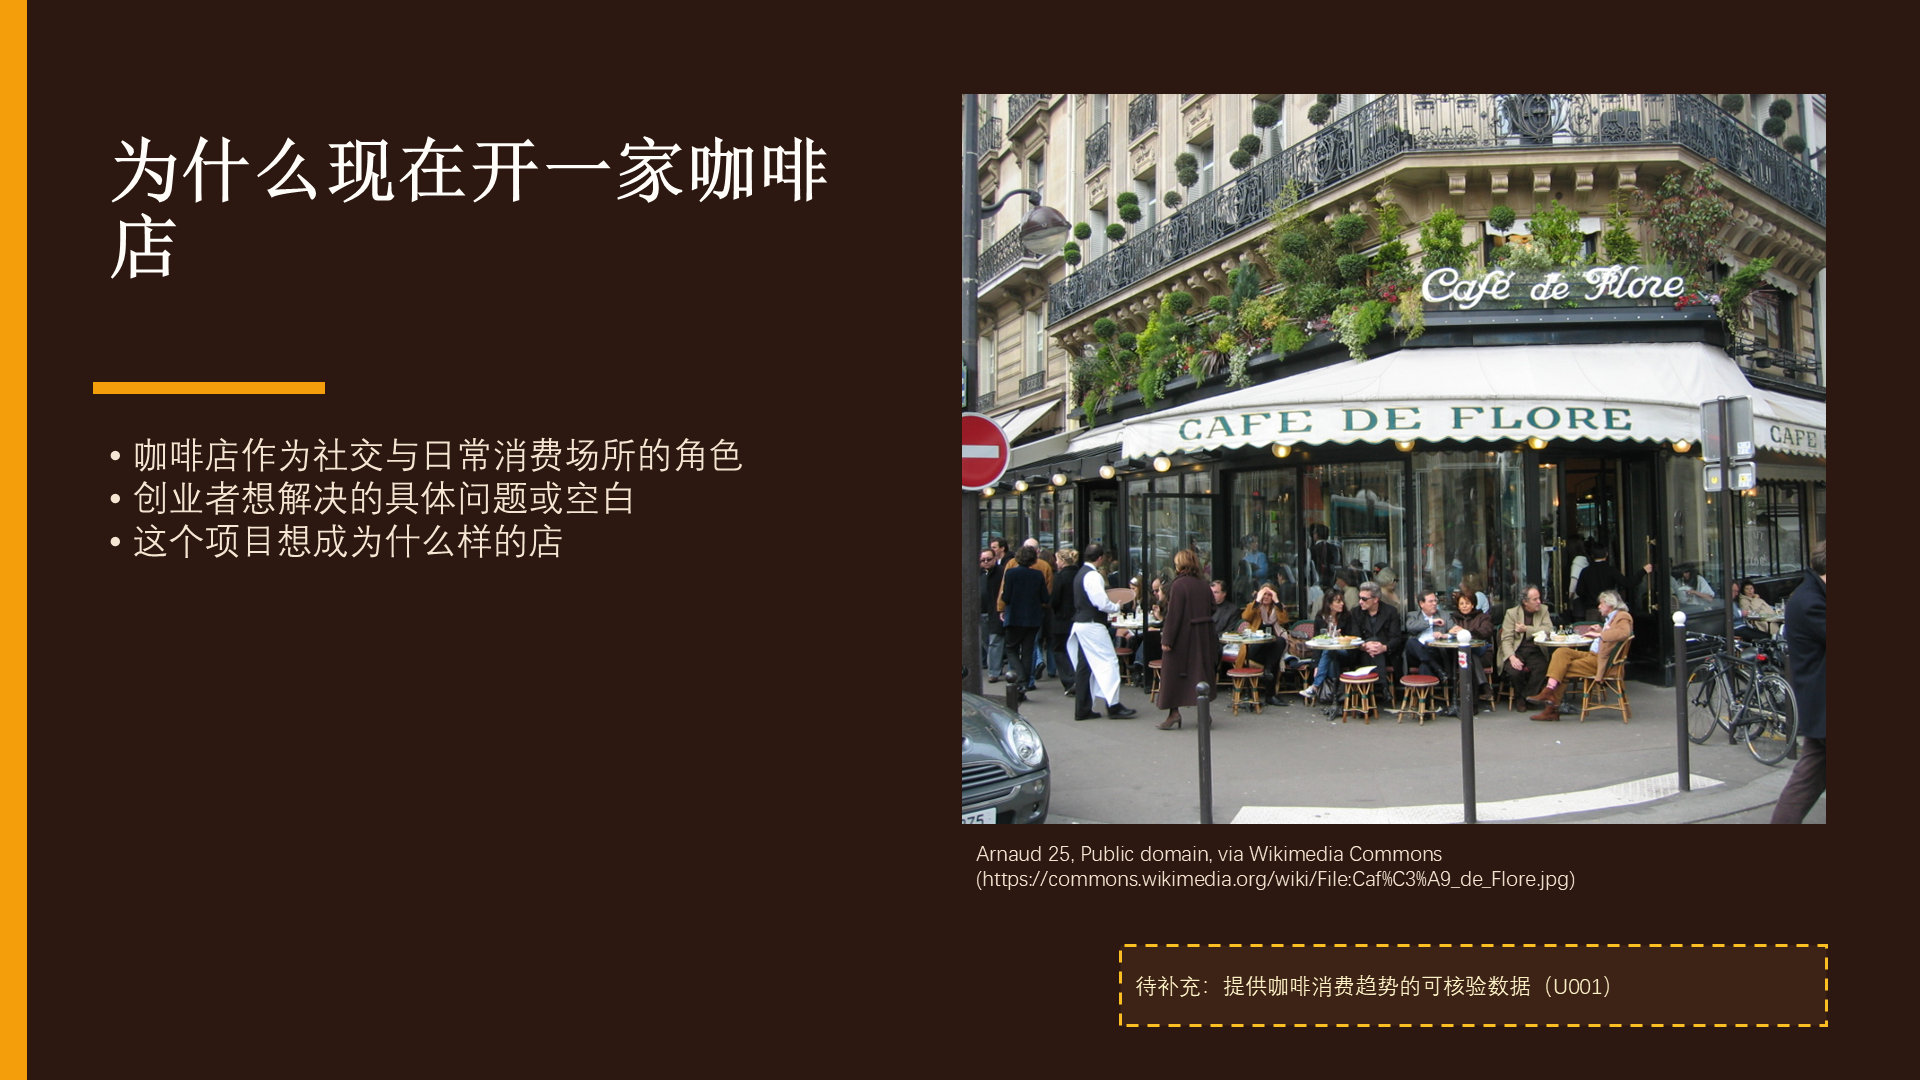 为什么现在开一家咖啡
店
• 咖啡店作为社交与日常消费场所的角色
• 创业者想解决的具体问题或空白
• 这个项目想成为什么样的店
Café de Flore
CAFE DE FLORE
CAFE
75
Arnaud 25, Public domain, via Wikimedia Commons
(https://commons.wikimedia.org/wiki/File:Caf%C3%A9_de_Flore.jpg)
待补充：提供咖啡消费趋势的可核验数据（U001）